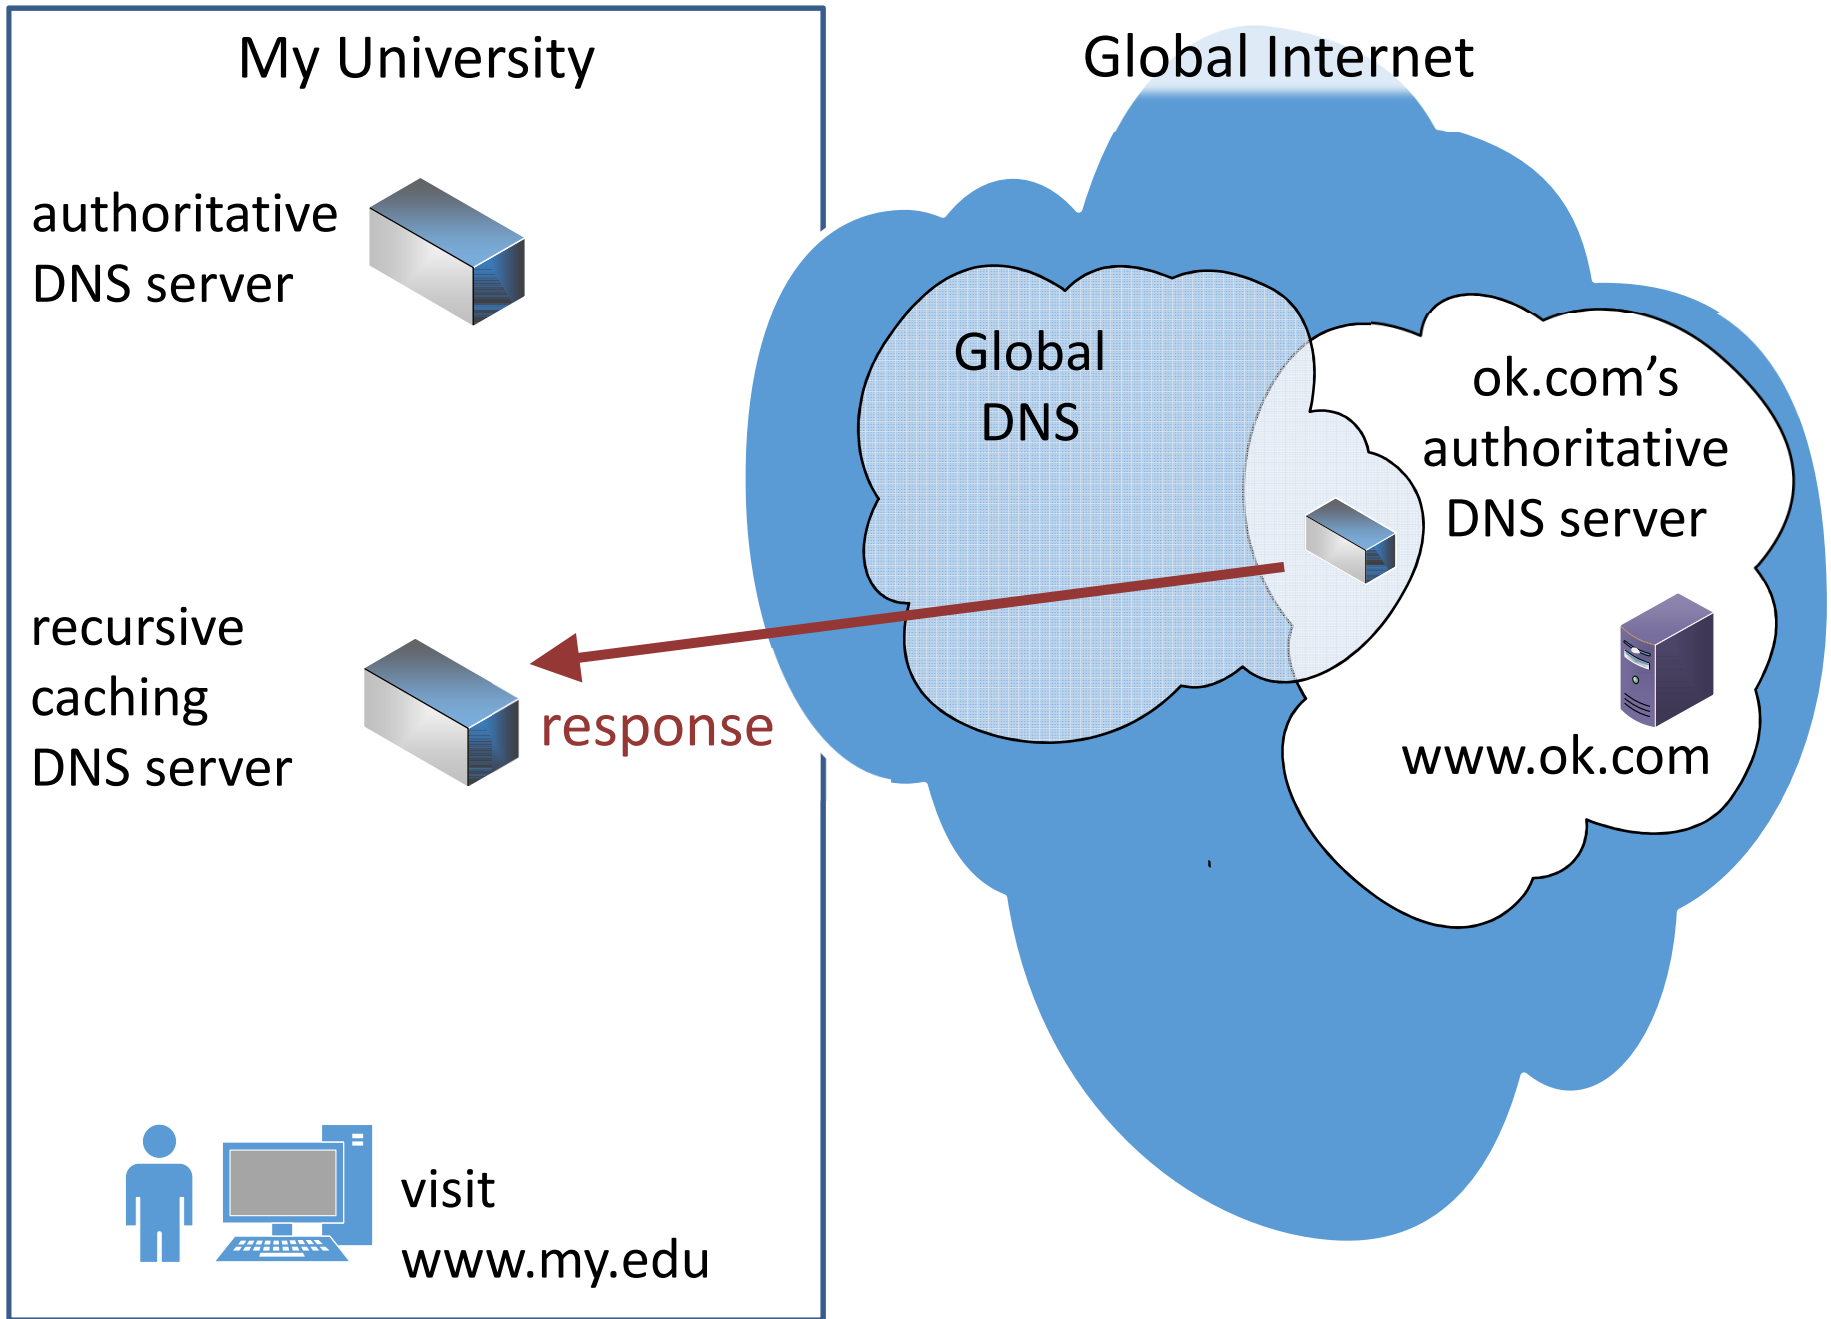 My University
Global Internet
authoritative
DNS server
Global
DNS
ok.com’s
authoritative
DNS server
recursive
caching
DNS server
response
www.ok.com
visit
www.my.edu